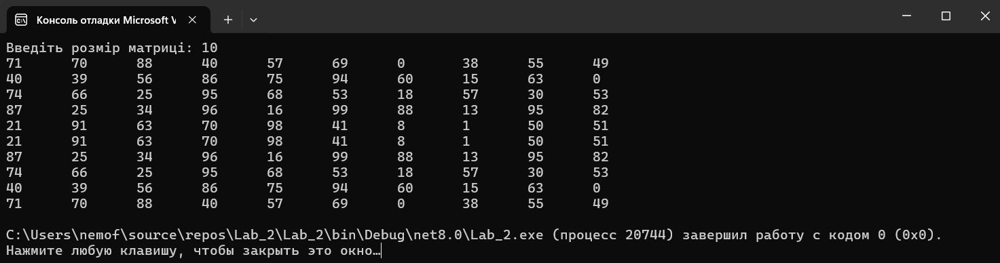 Консоль отладки Microsoft V
Введіть розмір матриці: 10
71 70 88 40 57 69 0 38 55 49
40 39 56 86 75 94 60 15 63 0
74 66 25 95 68 53 18 57 30 53
87 25 34 96 16 99 88 13 95 82
21 91 63 70 98 41 8 1 50 51
21 91 63 70 98 41 8 1 50 51
87 25 34 96 16 99 88 13 95 82
74 66 25 95 68 53 18 57 30 53
40 39 56 86 75 94 60 15 63 0
71 70 88 40 57 69 0 38 55 49
C:\Users\nemof\source\repos\Lab_2\Lab_2\bin\Debug\net8.0\Lab_2.exe (процесс 20744) завершил работу с кодом 0 (0x0).
Нажмите любую клавишу, чтобы закрыть это окно…